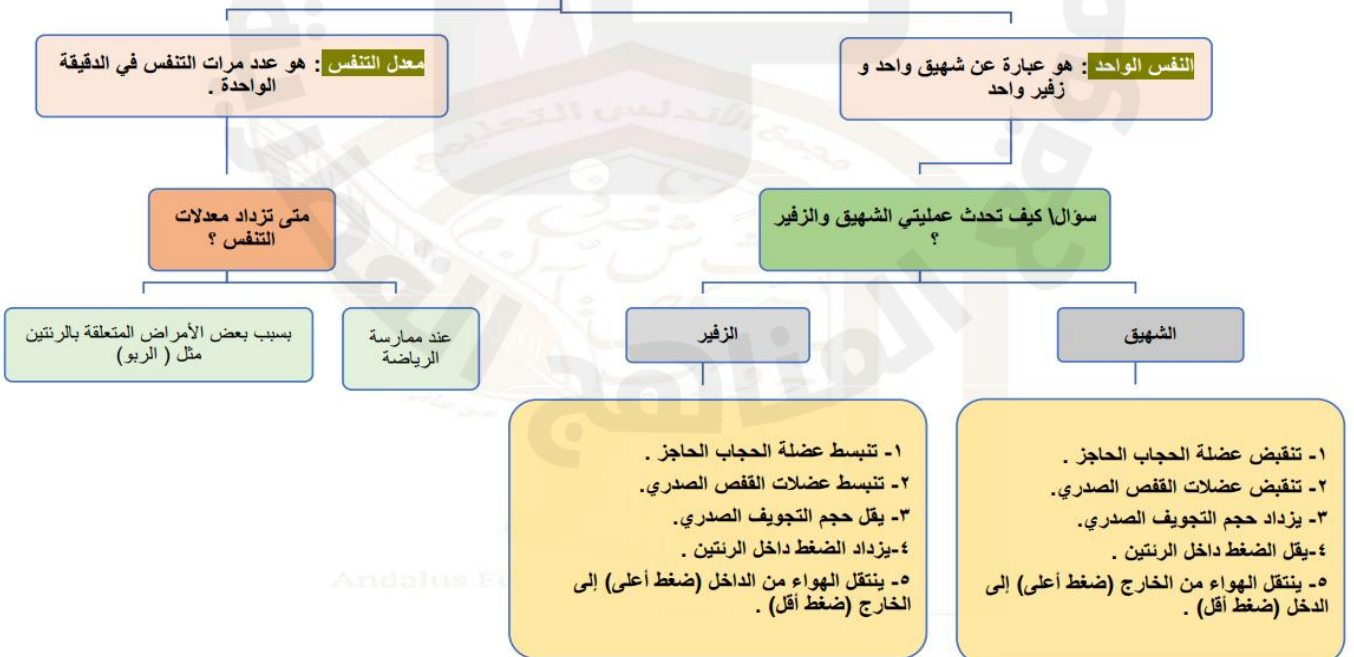 النفس الواحد : هو عبارة عن شهيق واحد و
زفير واحد
معدل التنفس : هو عدد مرات التنفس في الدقيقة
الواحدة .
سؤال\ كيف تحدث عمليتي الشهيق والزفير
؟
متى تزداد معدلات
التنفس ؟
الشهيق
الزفير
عند ممارسة
الرياضة
بسبب بعض الأمراض المتعلقة بالرئتين
مثل ( الربو)
١- تنقبض عضلة الحجاب الحاجز .
٢- تنقبض عضلات القفص الصدري.
٣- يزداد حجم التجويف الصدري.
٤-يقل الضغط داخل الرئتين .
٥- ينتقل الهواء من الخارج (ضغط أعلى) إلى
الدخل (ضغط أقل) .
١- تنبسط عضلة الحجاب الحاجز .
٢- تنبسط عضلات القفص الصدري.
٣- يقل حجم التجويف الصدري.
٤-يزداد الضغط داخل الرئتين .
٥- ينتقل الهواء من الداخل (ضغط أعلى) إلى
الخارج (ضغط أقل) .
مجمع الأندلس التعليمي
Andalus